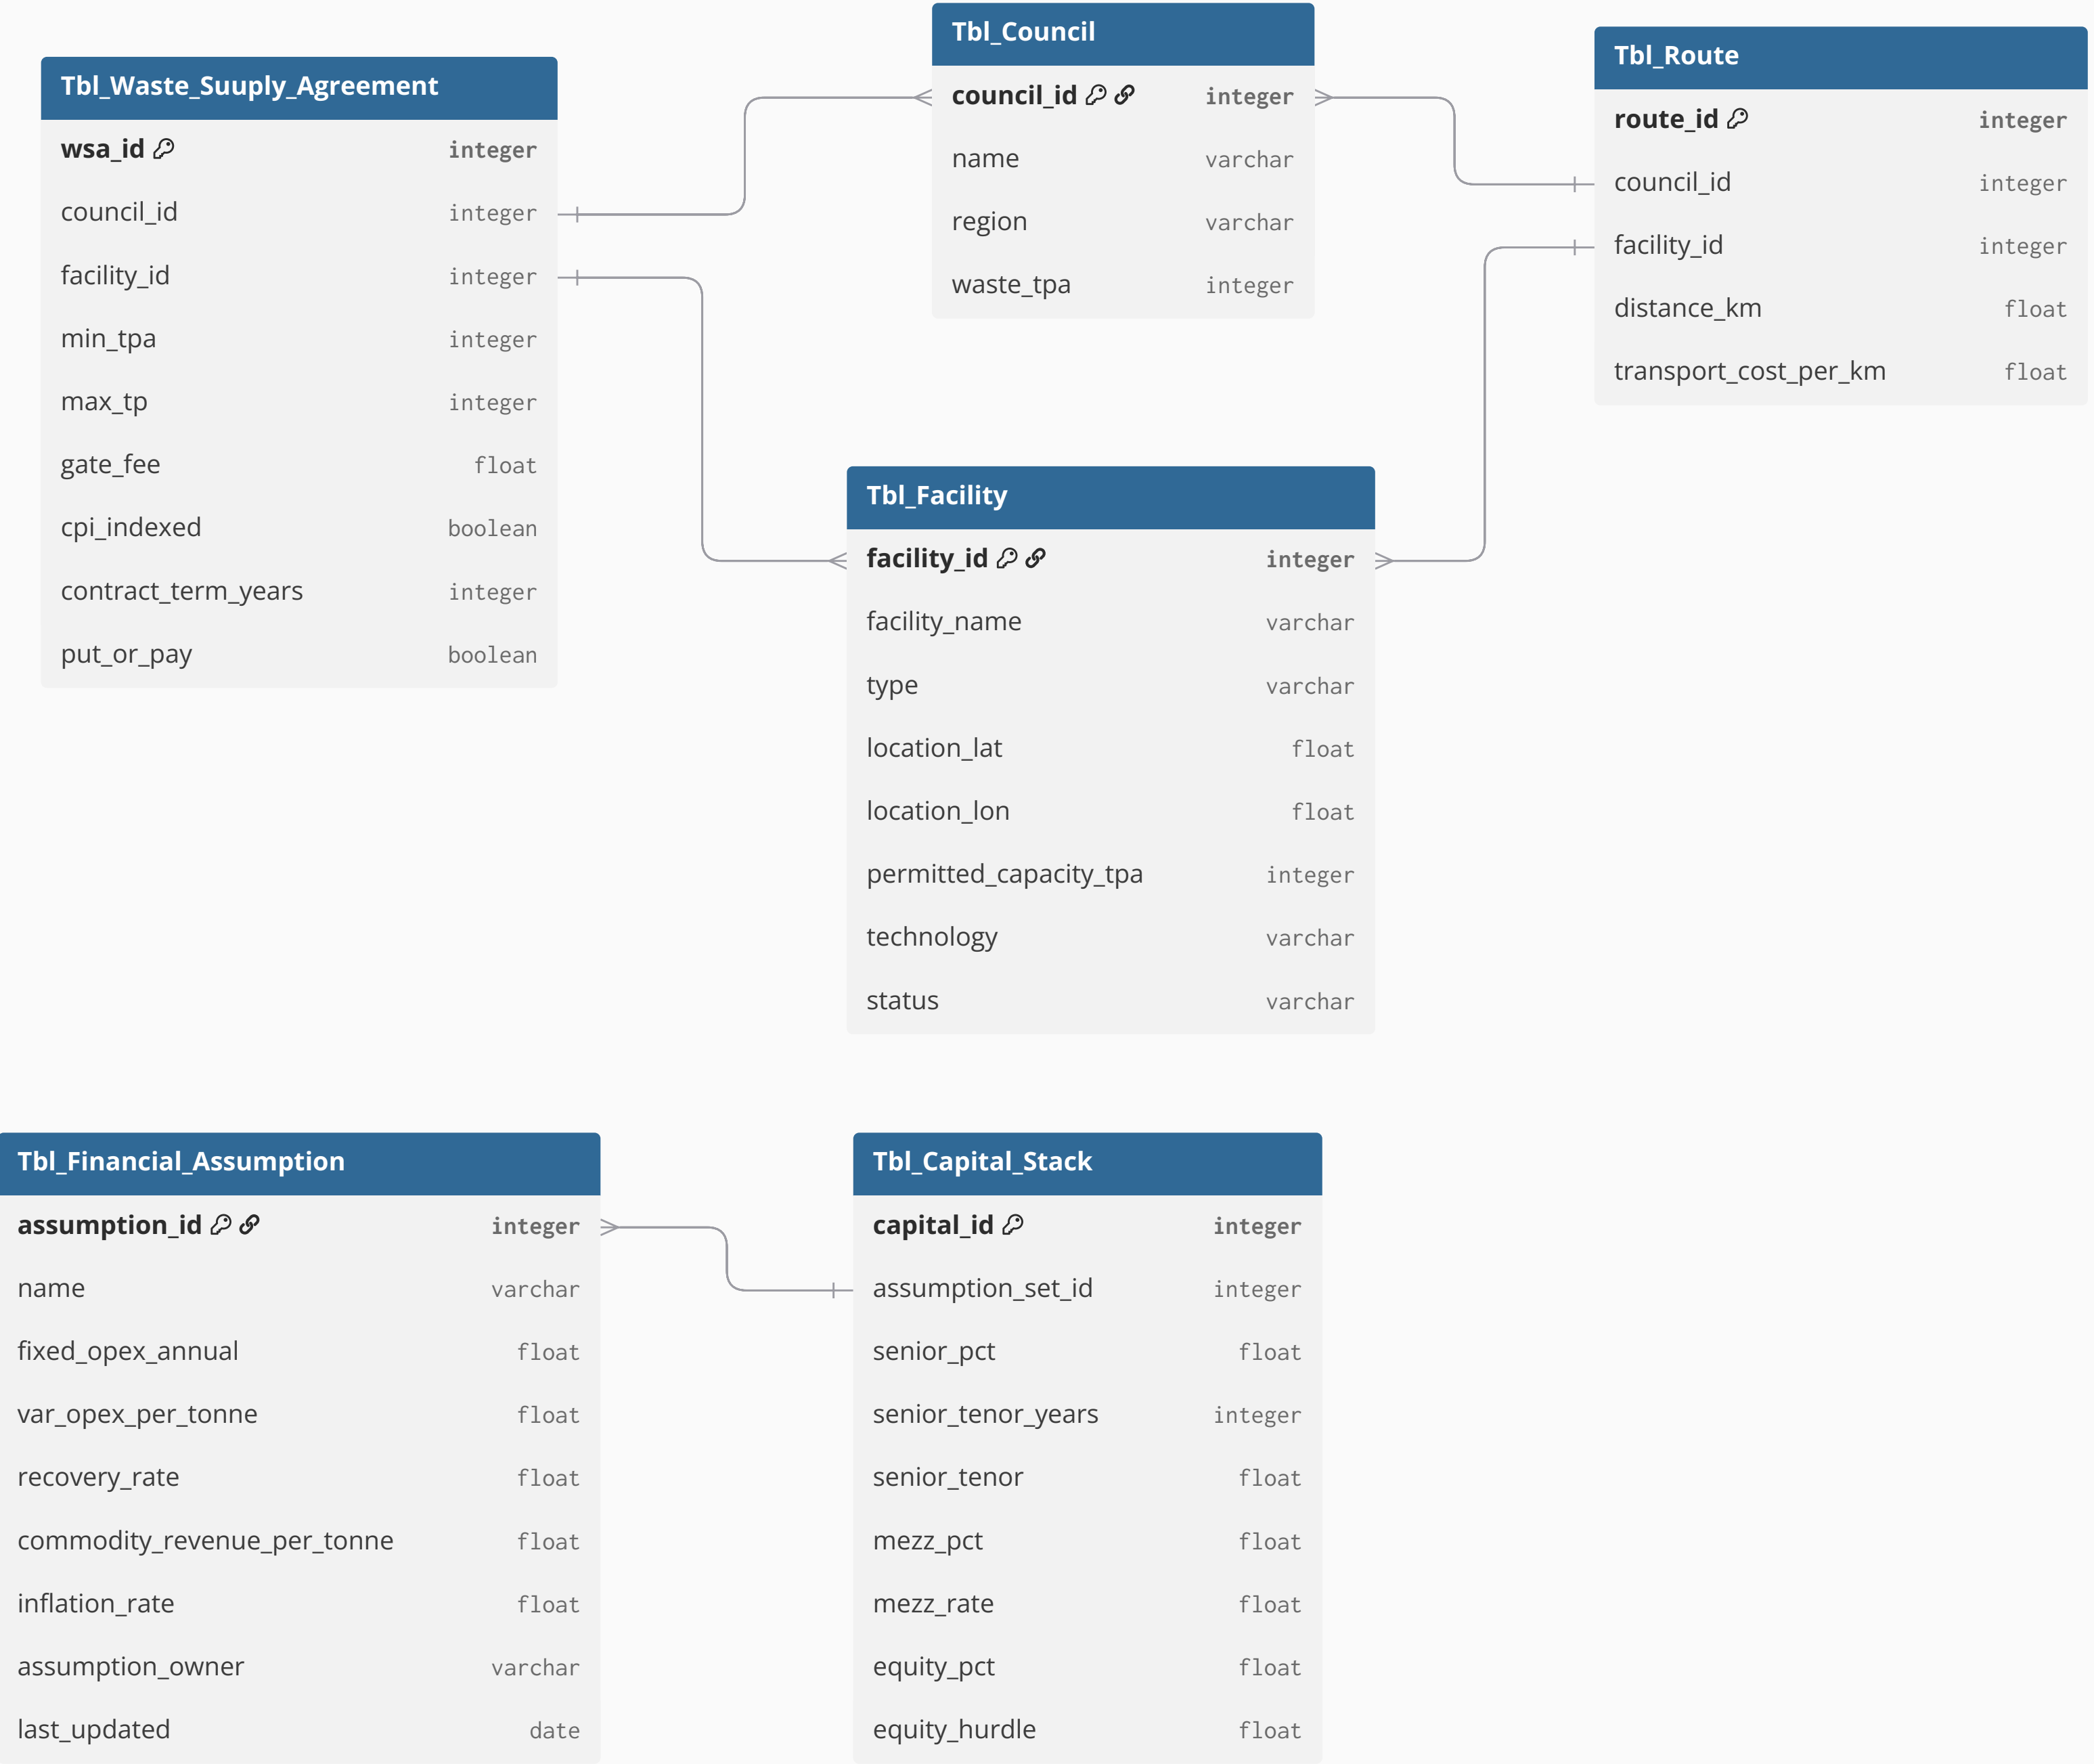 Tbl_Waste_Suuply_Agreement
wsa_id integer
council_id integer
facility_id integer
min_tpa integer
max_tp integer
gate_fee float
cpi_indexed boolean
contract_term_years integer
put_or_pay boolean
Tbl_Council
council_id integer
name varchar
region varchar
waste_tpa integer
Tbl_Route
route_id integer
council_id integer
facility_id integer
distance_km float
transport_cost_per_km float
Tbl_Facility
facility_id integer
facility_name varchar
type varchar
location_lat float
location_lon float
permitted_capacity_tpa integer
technology varchar
status varchar
Tbl_Financial_Assumption
assumption_id integer
name varchar
fixed_opex_annual float
var_opex_per_tonne float
recovery_rate float
commodity_revenue_per_tonne float
inflation_rate float
assumption_owner varchar
last_updated date
Tbl_Capital_Stack
capital_id integer
assumption_set_id integer
senior_pct float
senior_tenor_years integer
senior_tenor float
mezz_pct float
mezz_rate float
equity_pct float
equity_hurdle float